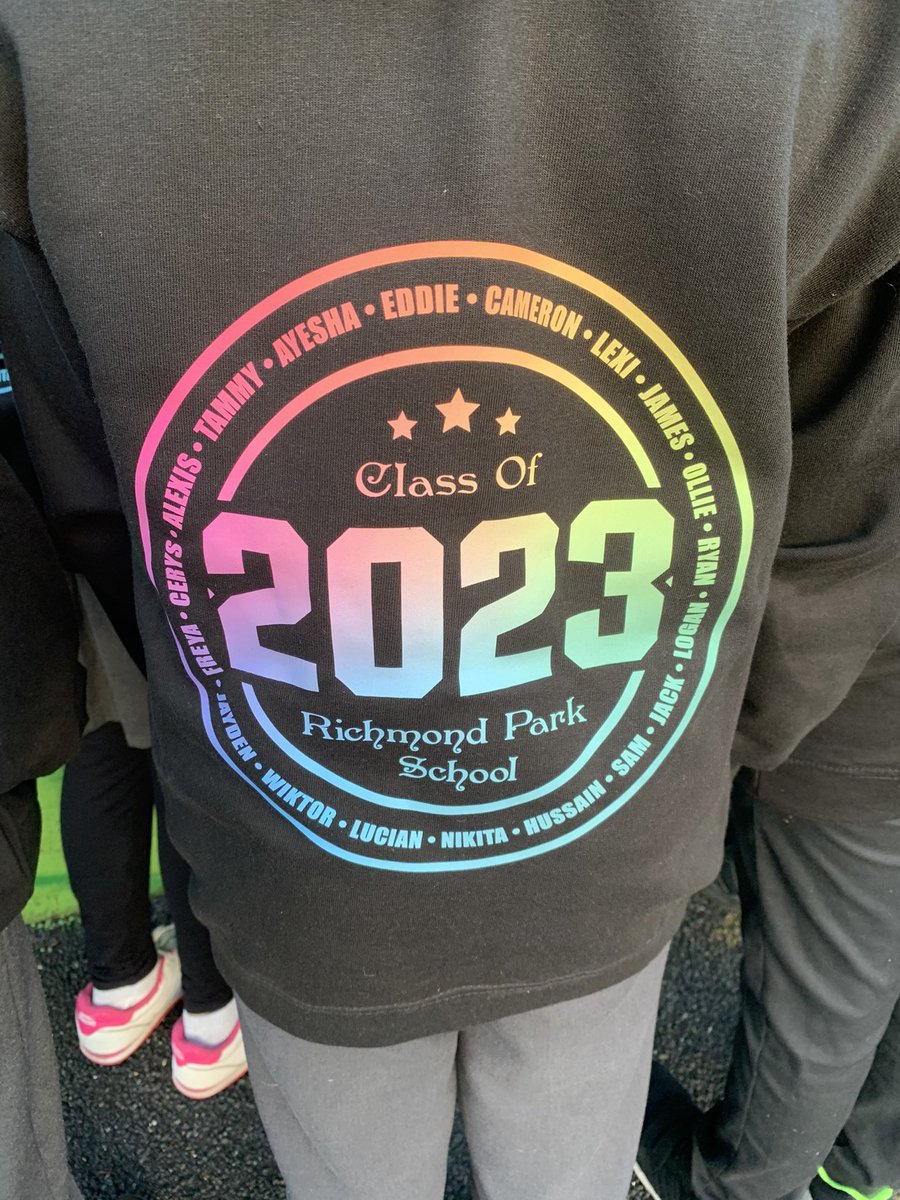 TAMMY • AYESHA • EDDIE • CAMERON • LEXI • JAMES • OLLIE • RYAN • LOGAN • JACK • SAM • HUSSAIN • NIKITA • LUCIAN • WIKTOR • JAYDEN • FREYA • CERYS • ALEXIS •
Class Of
2023
Richmond Park
School